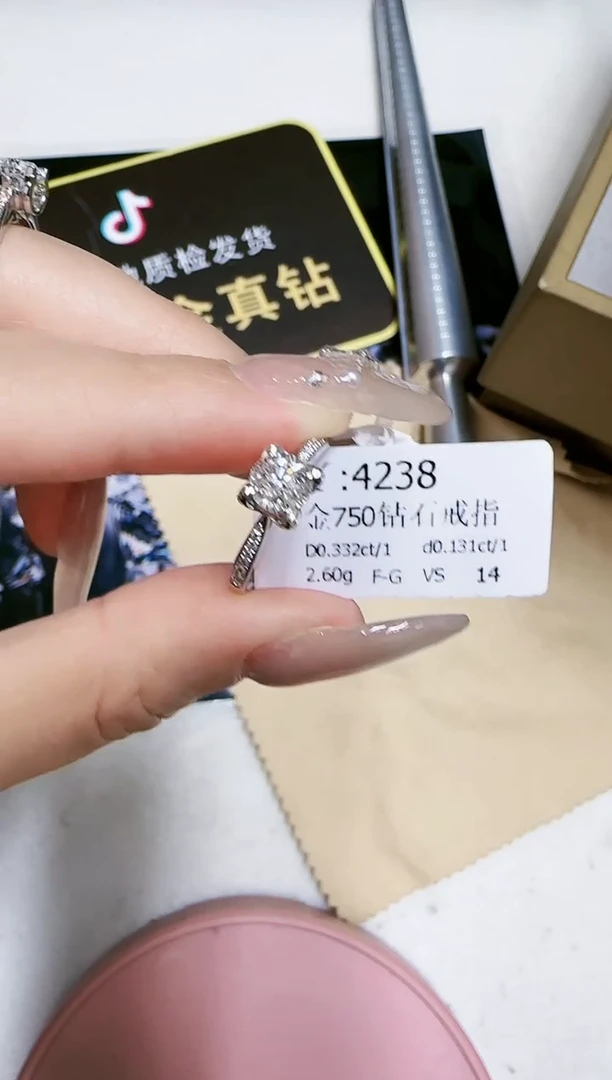 质检发货
金真钻
:4238
金750钻石戒指
D0.332ct/1 d0.131ct/1
2.60g F-G VS 14